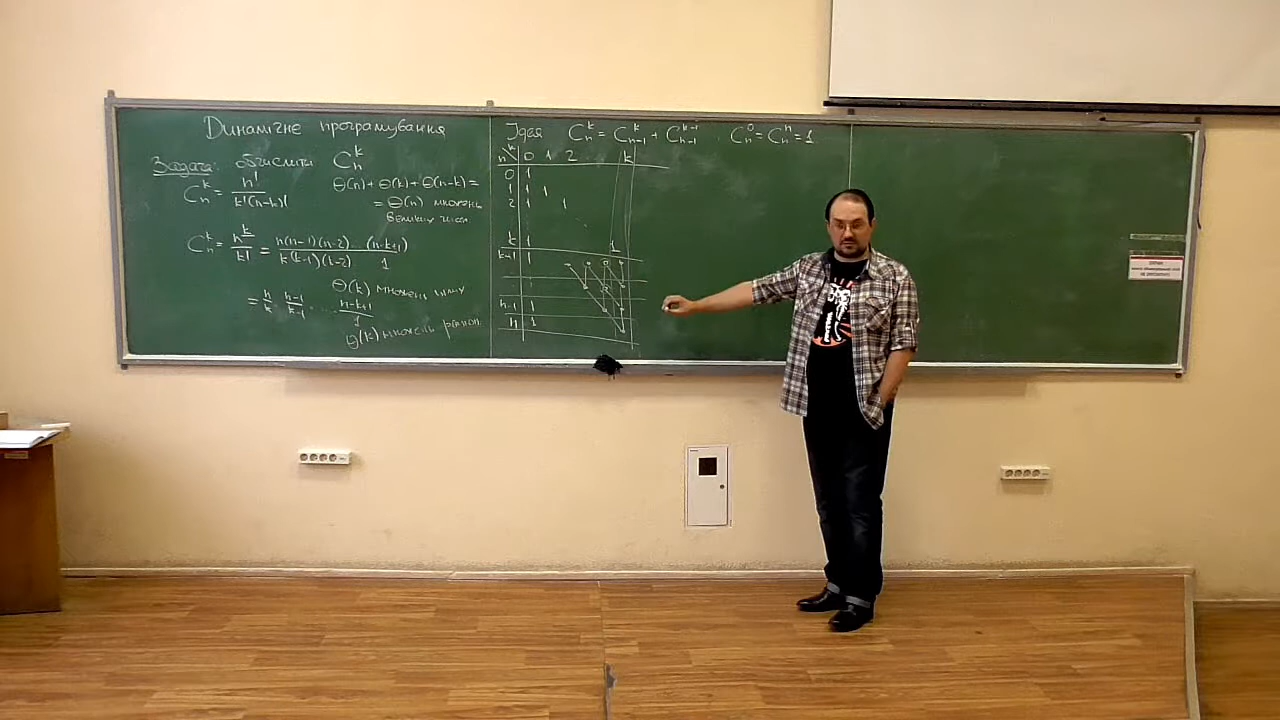 Динамічне програмування
Задача: обчислити C_n^k
C_n^k = n! / k!(n-k)!
Θ(n) + Θ(k) + Θ(n-k) =
= Θ(n) множень
великих чисел
C_n^k = n^k / k! = n(n-1)(n-2)...(n-k+1) / k(k-1)(k-2) 1
= n/k · n-1/k-1 · ... · n-k+1/1
Θ(k) множень
Θ(k) множень
Ідея C_n^k = C_{n-1}^k + C_{n-1}^{k-1} C_n^0 = C_n^n = 1
n k 0 1 2 ... k
0 1
1 1 1
2 1 1
k 1 1
k-1 1
n-1 1
n 1